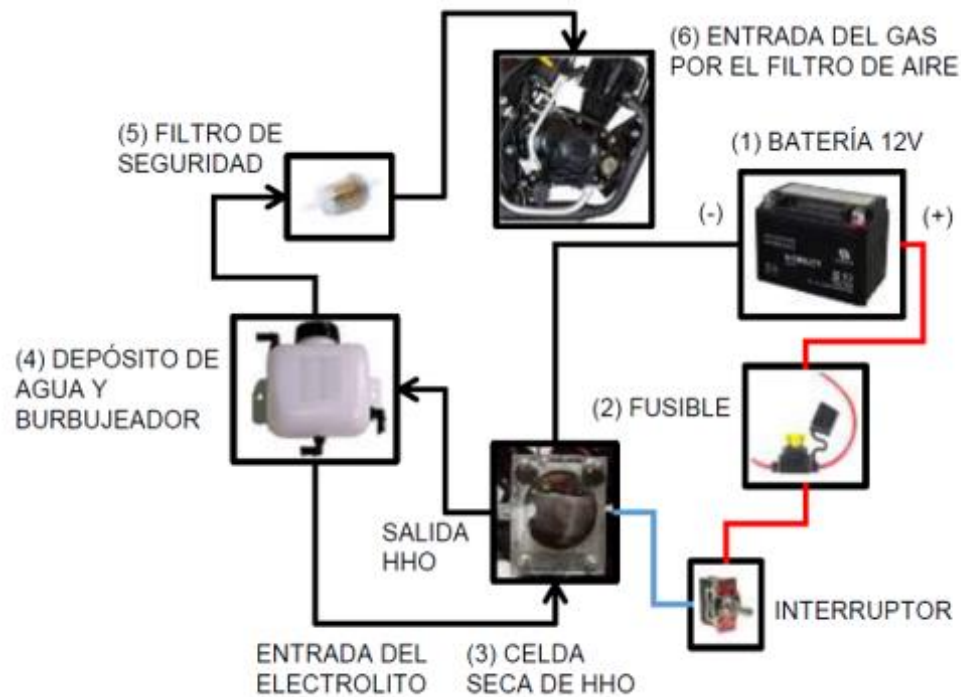 (6) ENTRADA DEL GAS
POR EL FILTRO DE AIRE
(5) FILTRO DE
SEGURIDAD
(1) BATERÍA 12V
(-)
(+)
(4) DEPÓSITO DE
AGUA Y
BURBUJEADOR
(2) FUSIBLE
SALIDA
HHO
INTERRUPTOR
ENTRADA DEL
ELECTROLITO
(3) CELDA
SECA DE HHO